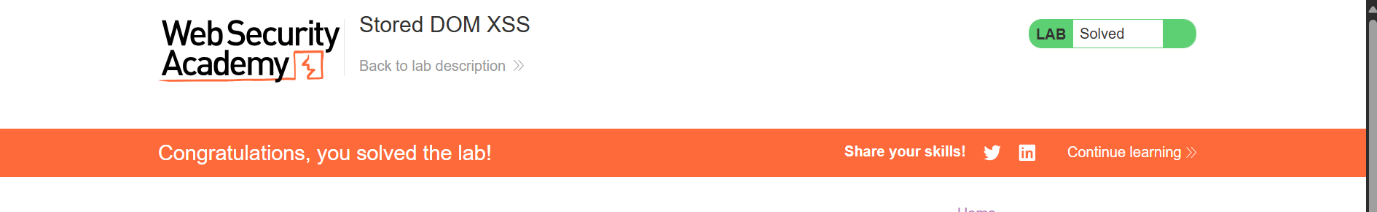 Web Security
Academy
Stored DOM XSS
Back to lab description
LAB Solved
Congratulations, you solved the lab!
Share your skills!
Continue learning
Home